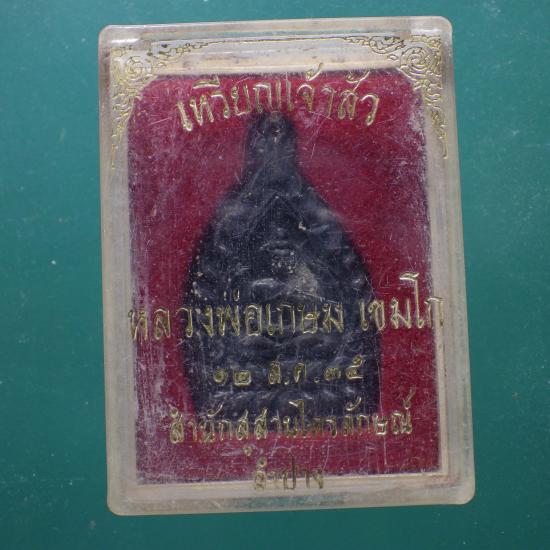 เหรียญเจ้าสัว
หลวงพ่อเกษม เขมโก
๑๒ ส.ค.๓๕
สำนักสุสานไตรลักษณ์
ลำปาง